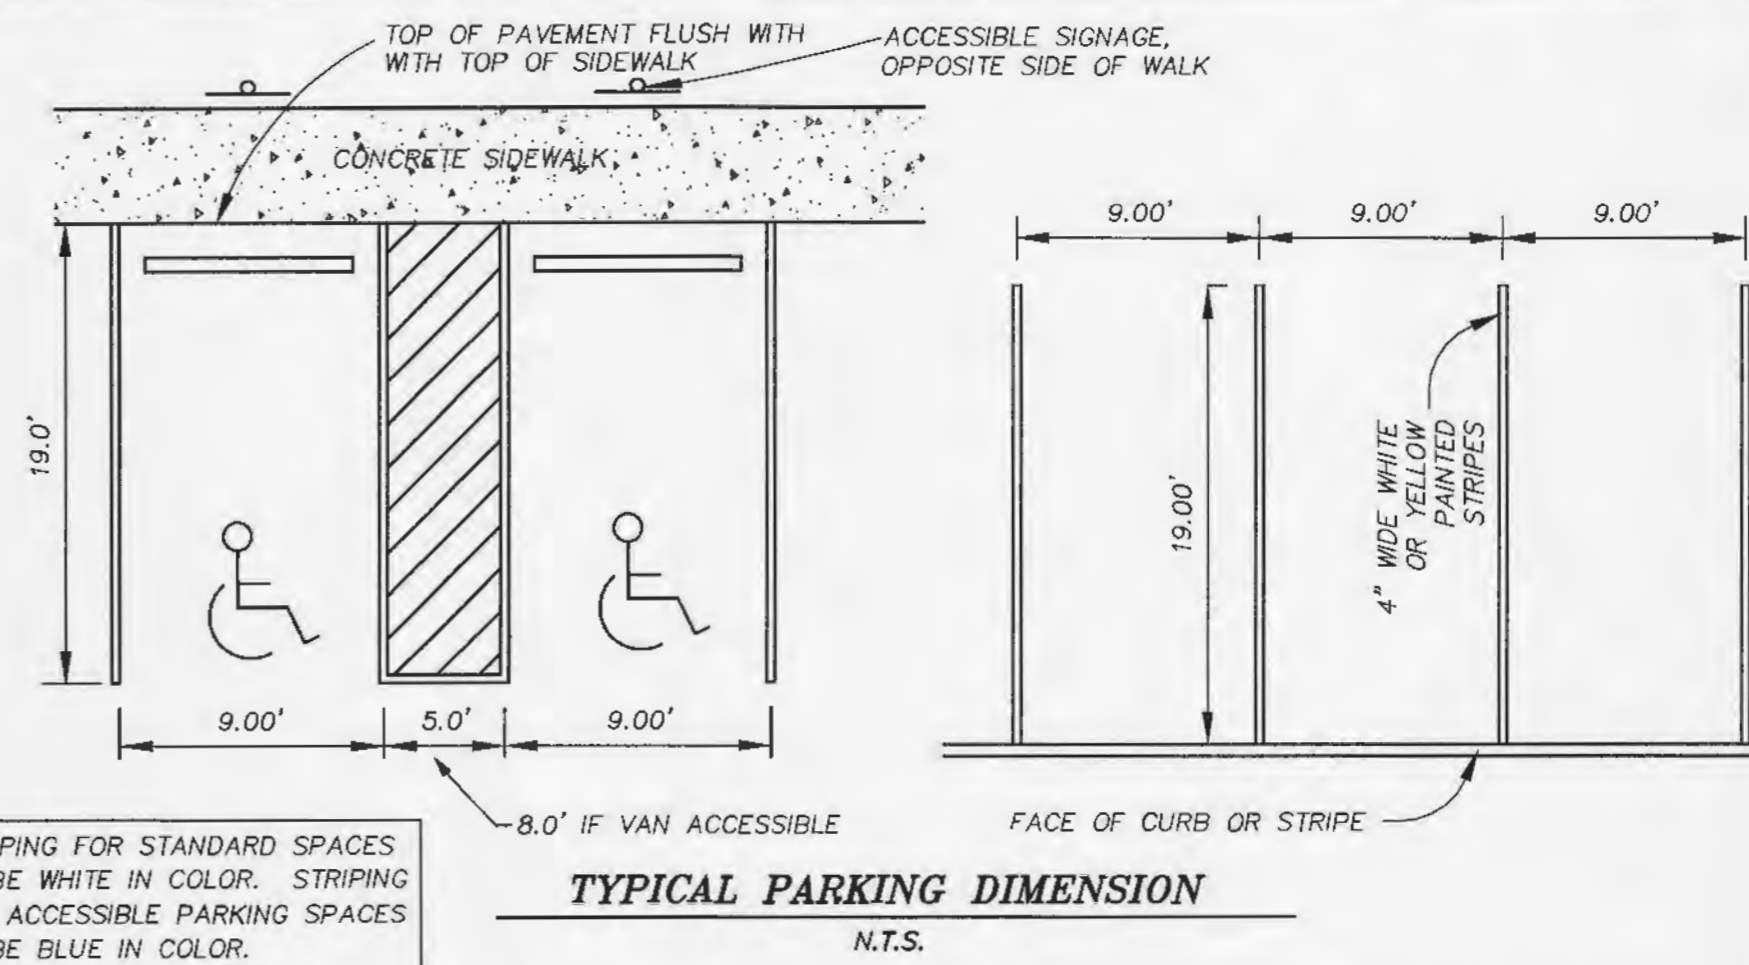 TOP OF PAVEMENT FLUSH WITH
WITH TOP OF SIDEWALK
ACCESSIBLE SIGNAGE,
OPPOSITE SIDE OF WALK
CONCRETE SIDEWALK
19.0'
9.00'
5.0'
9.00'
8.0' IF VAN ACCESSIBLE
9.00'
9.00'
9.00'
19.00'
4" WIDE WHITE
OR YELLOW
PAINTED
STRIPES
FACE OF CURB OR STRIPE
PING FOR STANDARD SPACES
BE WHITE IN COLOR. STRIPING
ACCESSIBLE PARKING SPACES
BE BLUE IN COLOR.
TYPICAL PARKING DIMENSION
N.T.S.